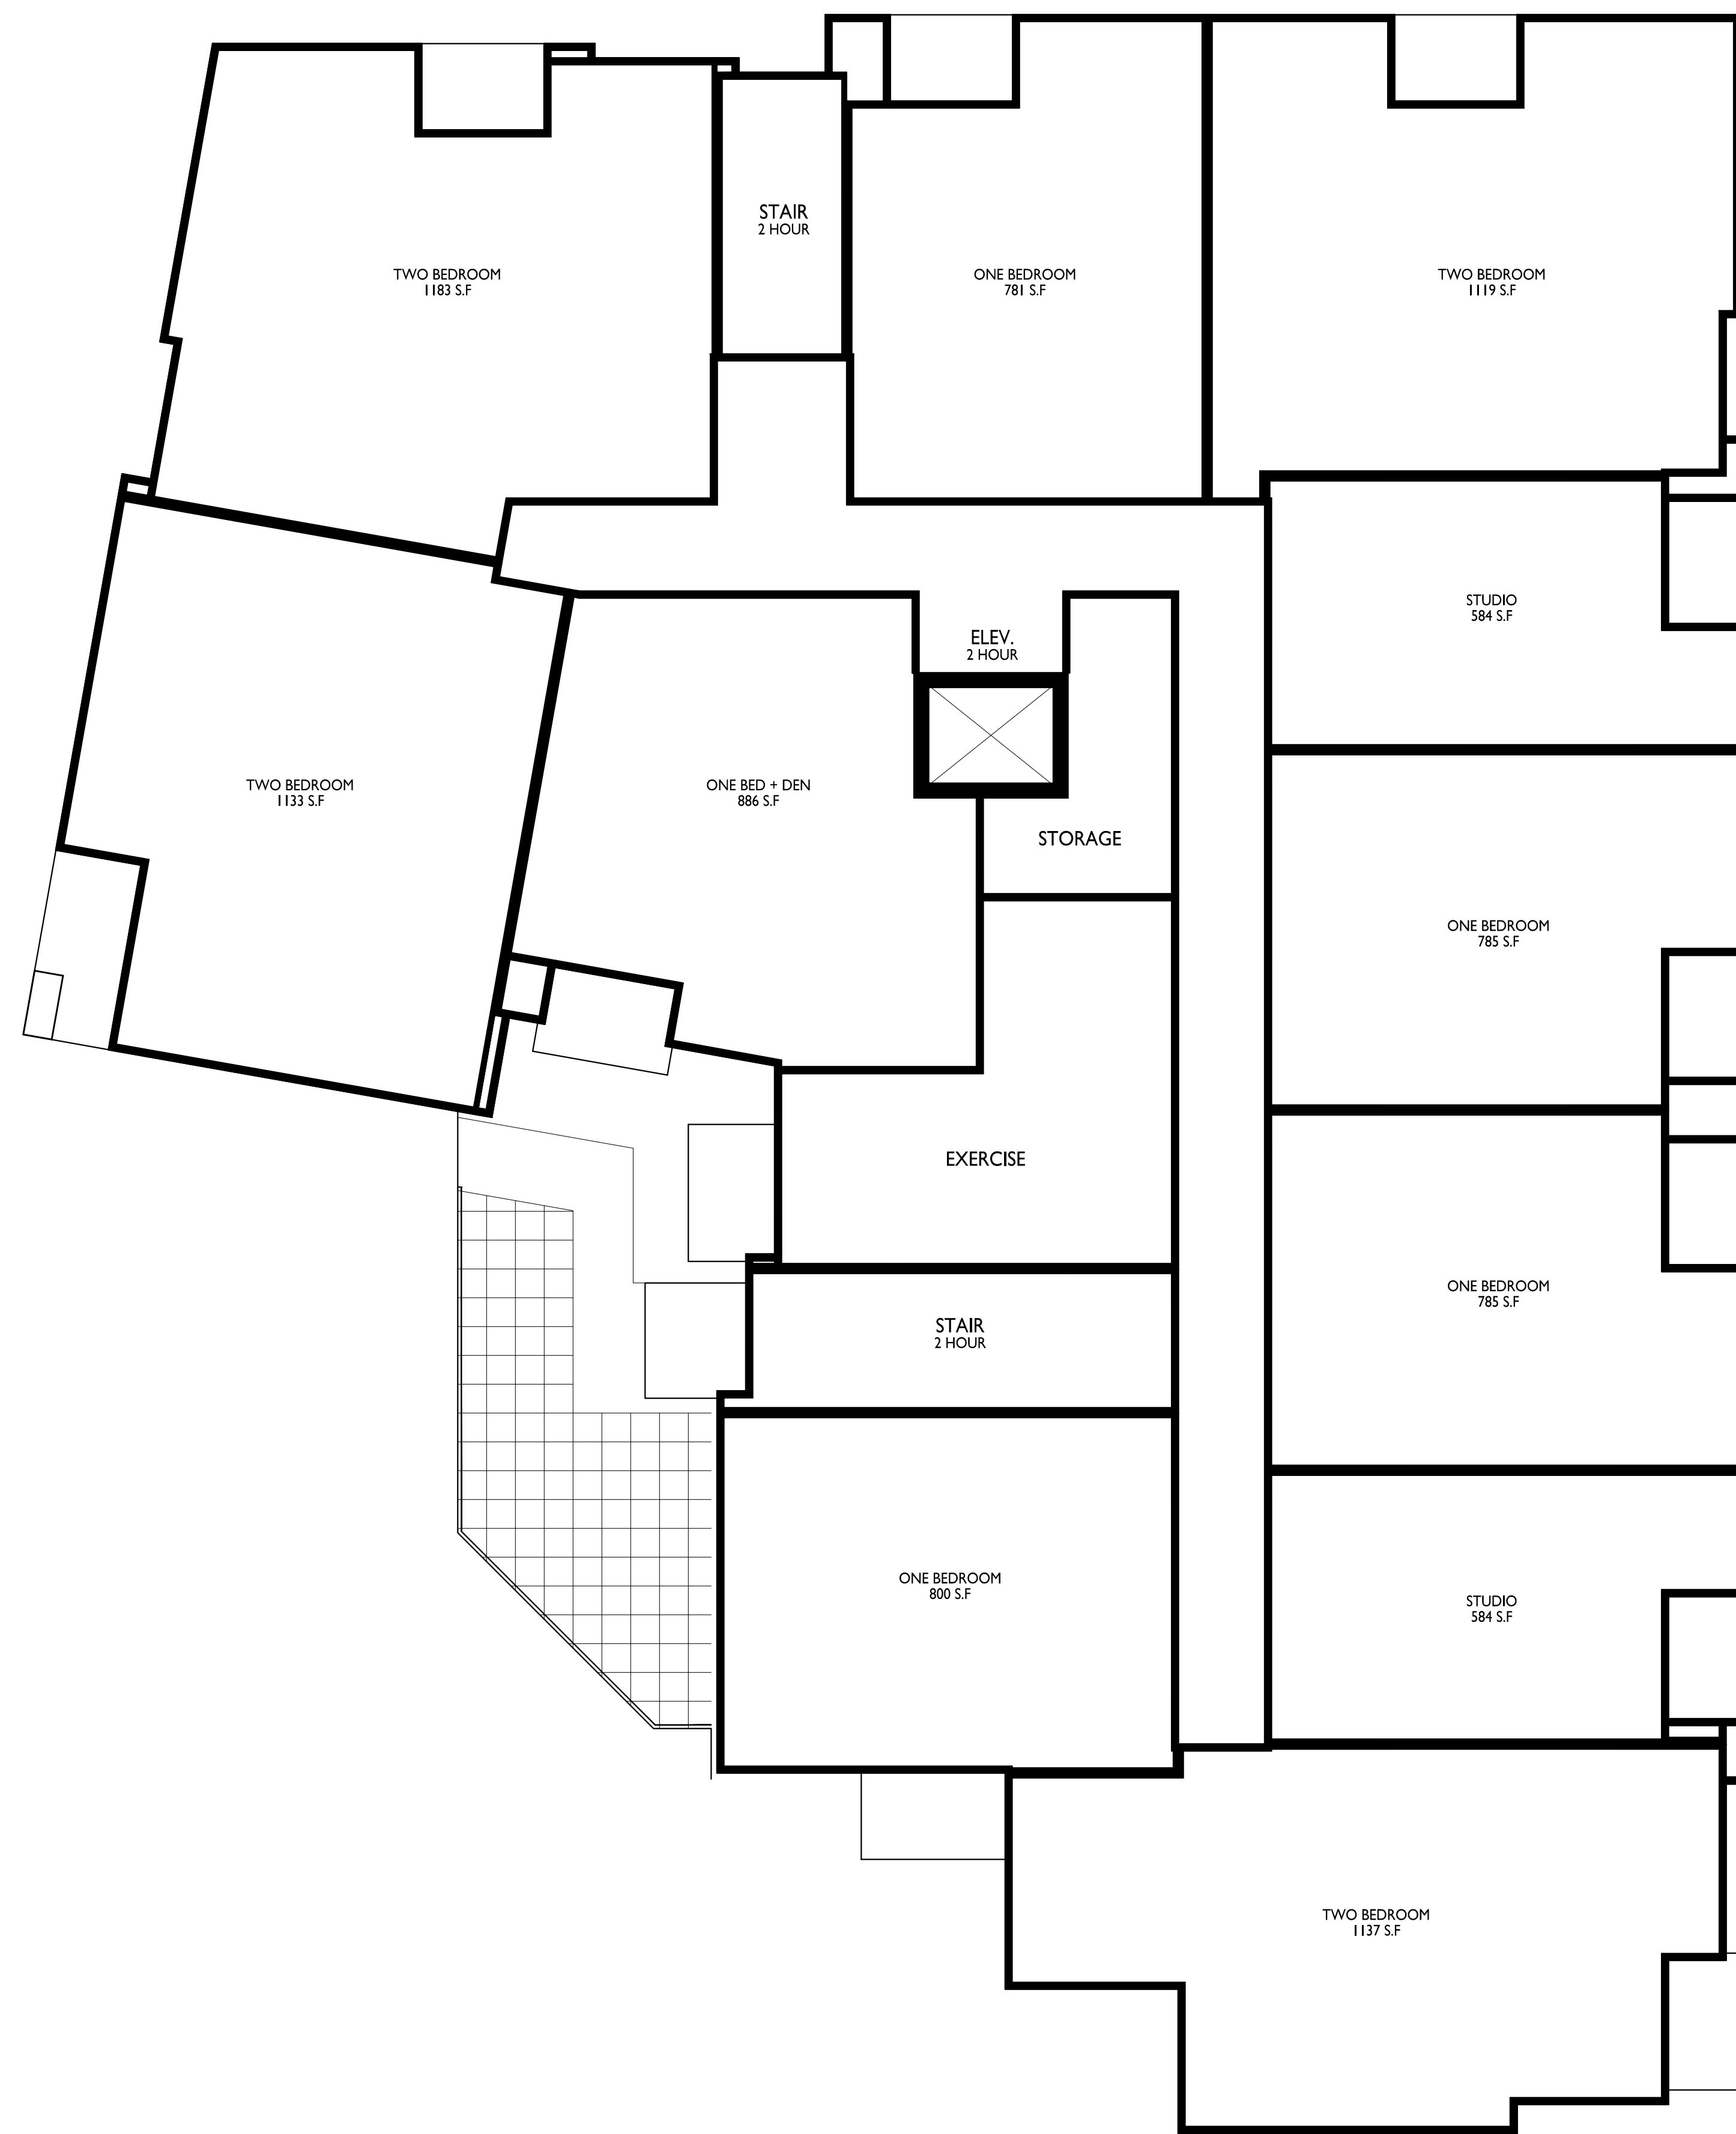 STAIR
2 HOUR
TWO BEDROOM
1183 S.F
ONE BEDROOM
781 S.F
TWO BEDROOM
1119 S.F
STUDIO
584 S.F
ELEV.
2 HOUR
TWO BEDROOM
1133 S.F
ONE BED + DEN
886 S.F
STORAGE
ONE BEDROOM
785 S.F
EXERCISE
ONE BEDROOM
785 S.F
STAIR
2 HOUR
ONE BEDROOM
800 S.F
STUDIO
584 S.F
TWO BEDROOM
1137 S.F